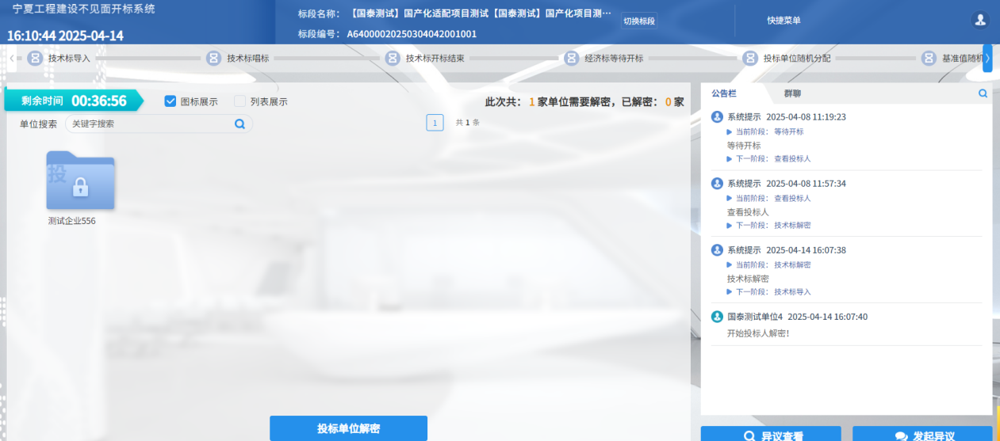 宁夏工程建设不见面开标系统
16:10:44 2025-04-14
标段名称： 【国泰测试】国产化适配项目测试【国泰测试】国产化项目测···
标段编号： A64000020250304042001001
切换标段
快捷菜单
技术标导入
技术标唱标
技术标开标结束
经济标等待开标
投标单位随机分配
基准值随机
剩余时间 00:36:56
图标展示
列表展示
此次共： 1 家单位需要解密，已解密： 0 家
单位搜索
关键字搜索
1
共 1 条
投
测试企业556
投标单位解密
公告栏
群聊
系统提示 2025-04-08 11:19:23
当前阶段： 等待开标
等待开标
下一阶段： 查看投标人
系统提示 2025-04-08 11:57:34
当前阶段： 查看投标人
查看投标人
下一阶段： 技术标解密
系统提示 2025-04-14 16:07:38
当前阶段： 技术标解密
技术标解密
下一阶段： 技术标导入
国泰测试单位4 2025-04-14 16:07:40
开始投标人解密!
异议查看
发起异议